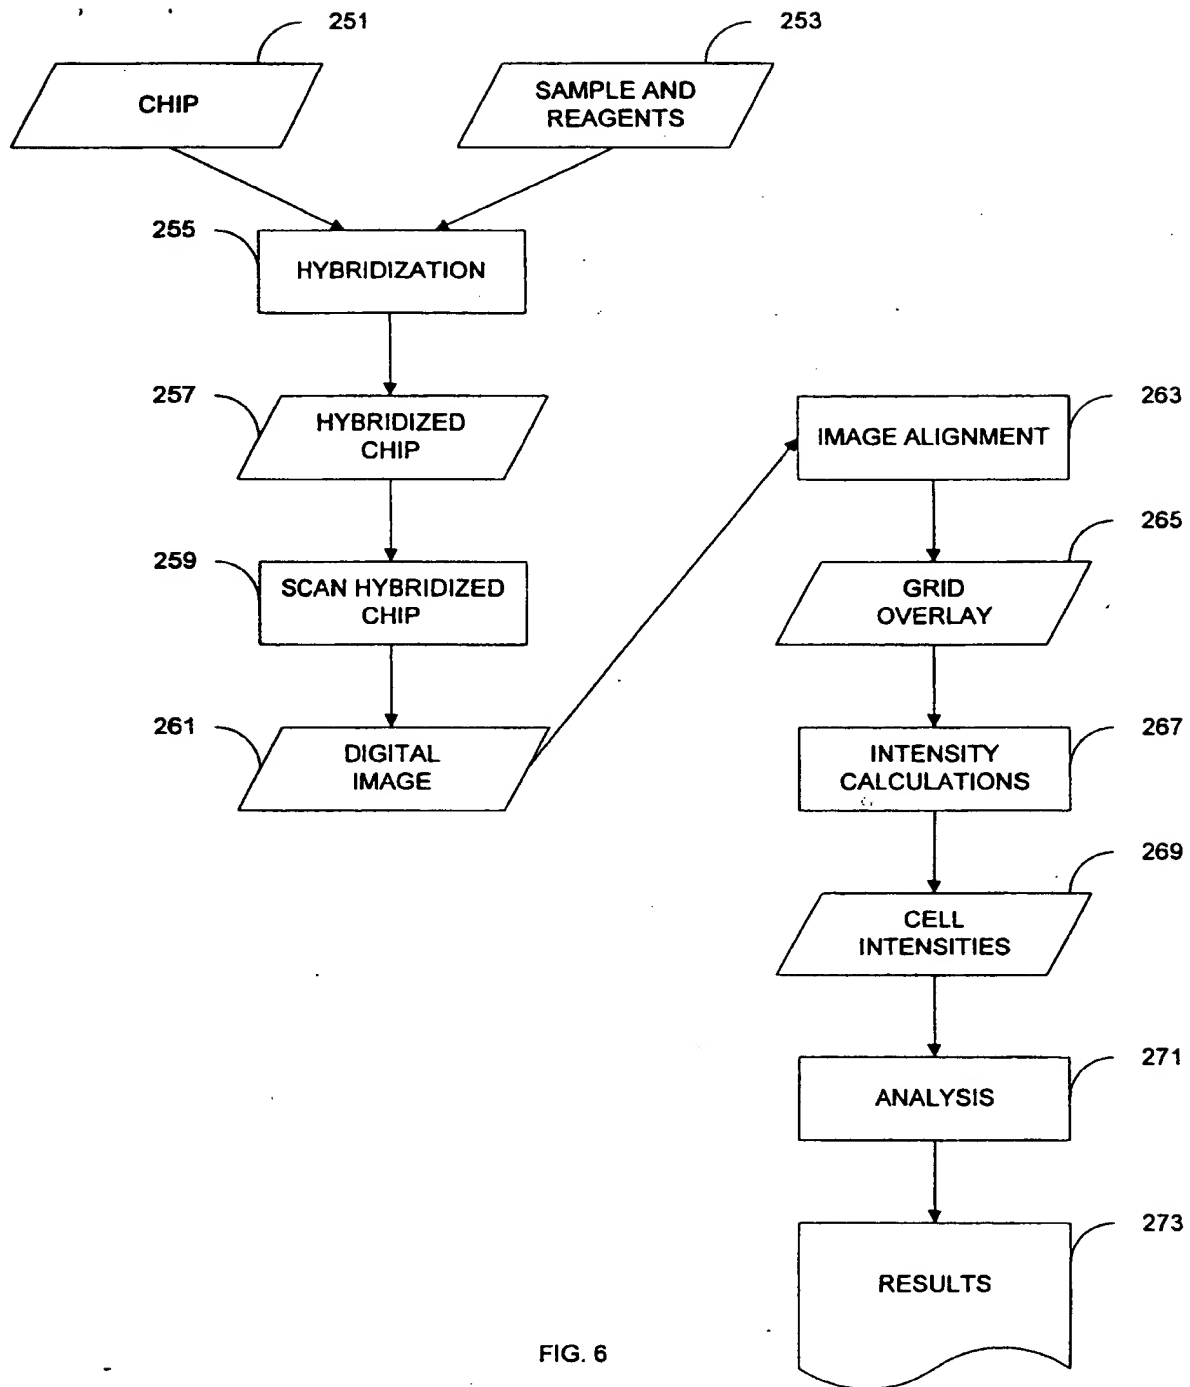 251
253
CHIP
SAMPLE AND
REAGENTS
255
HYBRIDIZATION
257
HYBRIDIZED
CHIP
259
SCAN HYBRIDIZED
CHIP
261
DIGITAL
IMAGE
263
IMAGE ALIGNMENT
265
GRID
OVERLAY
267
INTENSITY
CALCULATIONS
269
CELL
INTENSITIES
271
ANALYSIS
273
RESULTS
FIG. 6